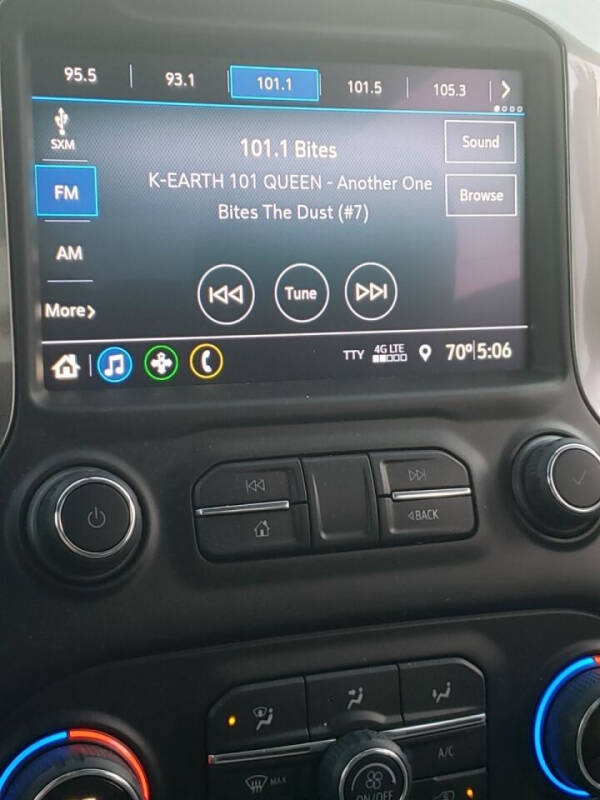 95.5 93.1 101.1 101.5 105.3 >
SXM
101.1 Bites
Sound
K-EARTH 101 QUEEN - Another One
Bites The Dust (#7)
FM
Browse
AM
Tune
More>
TTY 4G LTE 70° 5:06
BACK
A/C
MAX
ON/OFF